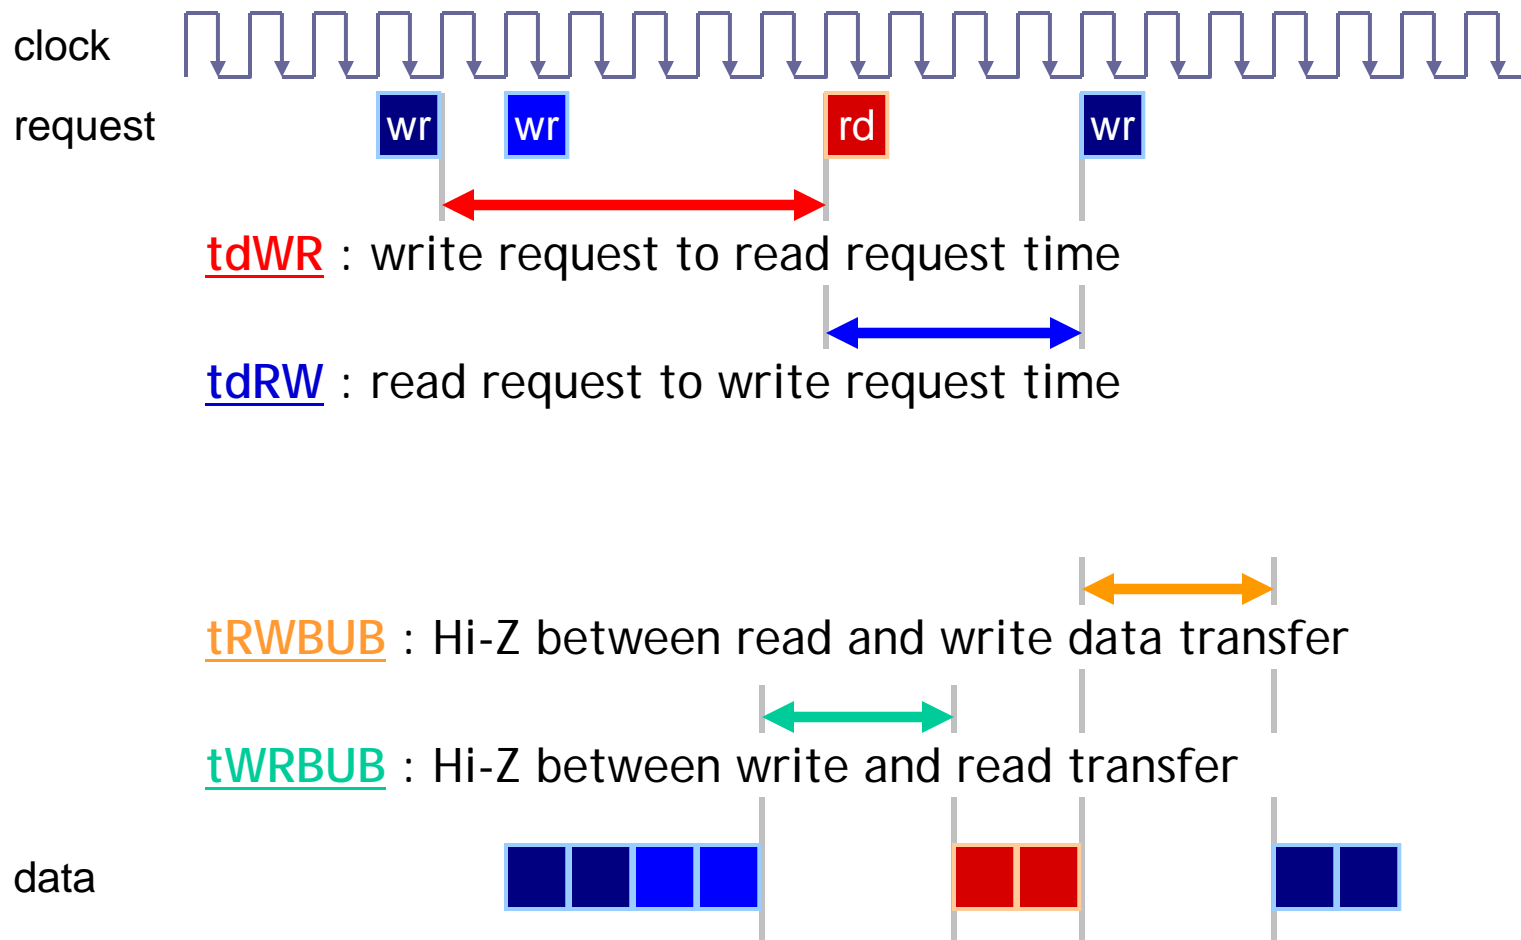 clock
request wr wr rd wr
tdWR : write request to read request time
tdRW : read request to write request time
tRWBUB : Hi-Z between read and write data transfer
tWRBUB : Hi-Z between write and read transfer
data